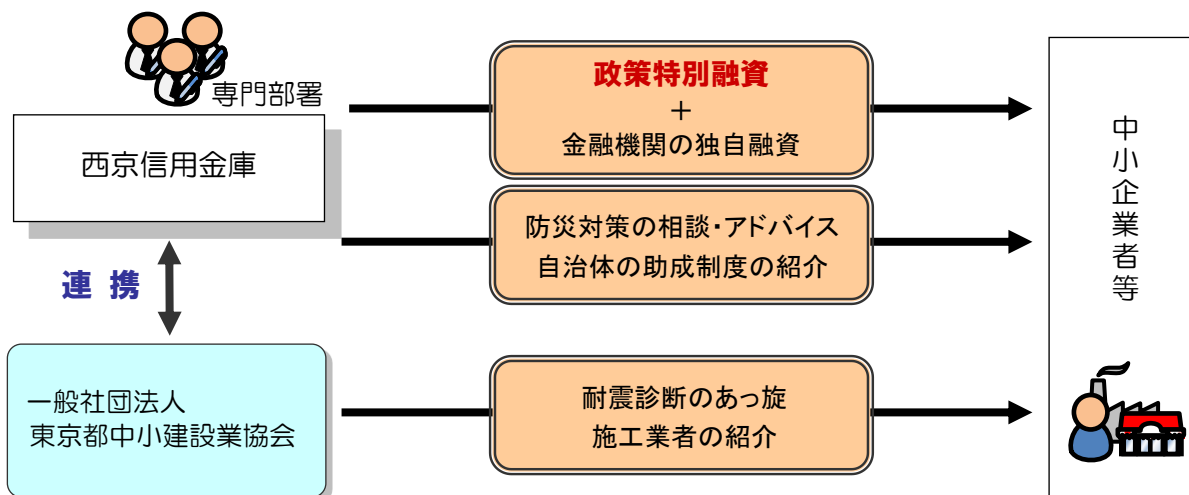 専門部署
西京信用金庫
連 携
一般社団法人
東京都中小建設業協会
政策特別融資
+
金融機関の独自融資
防災対策の相談・アドバイス
自治体の助成制度の紹介
耐震診断のあっ旋
施工業者の紹介
中小企業者等